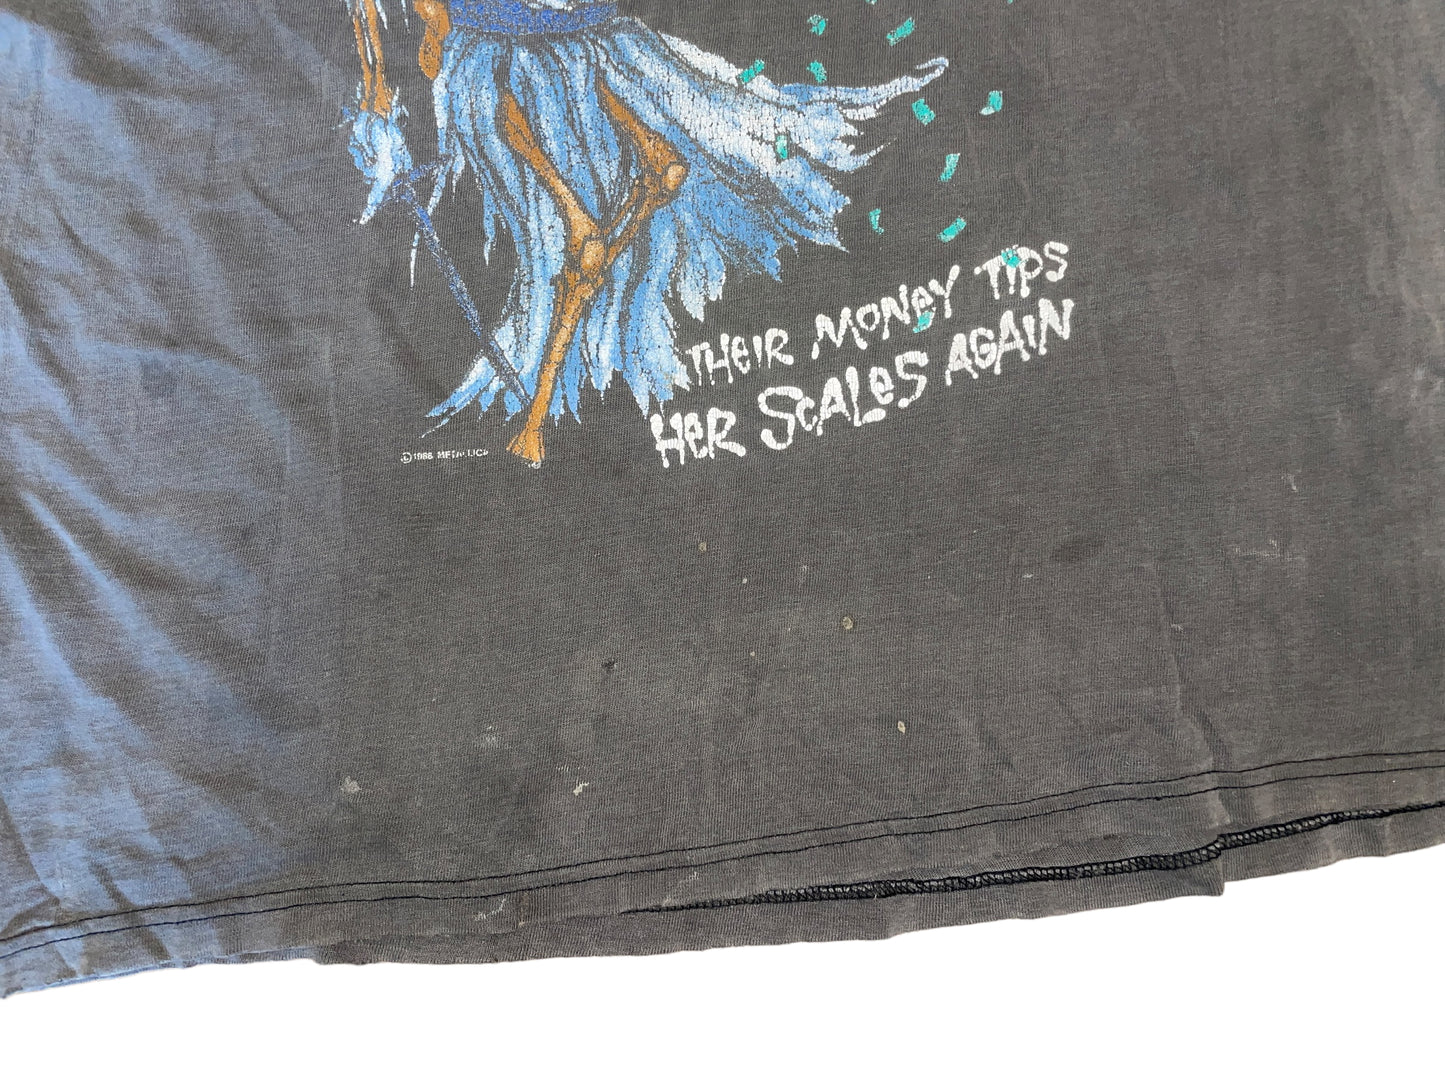 THEIR MONEY TIPS
HER SCALES AGAIN
©1988 METALLICA